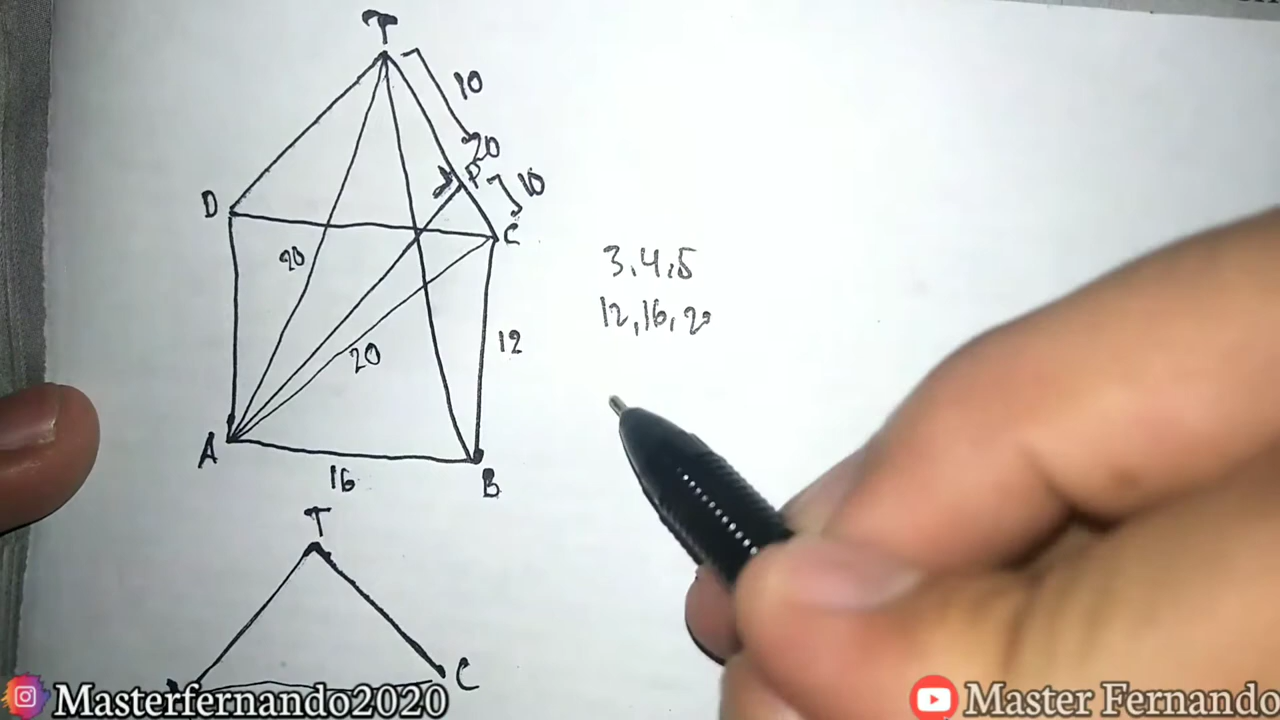 T
10
20
P
10
D
C
20
3,4,5
12,16,20
12
20
A
16
B
T
C
Masterfernando2020
Master Fernando